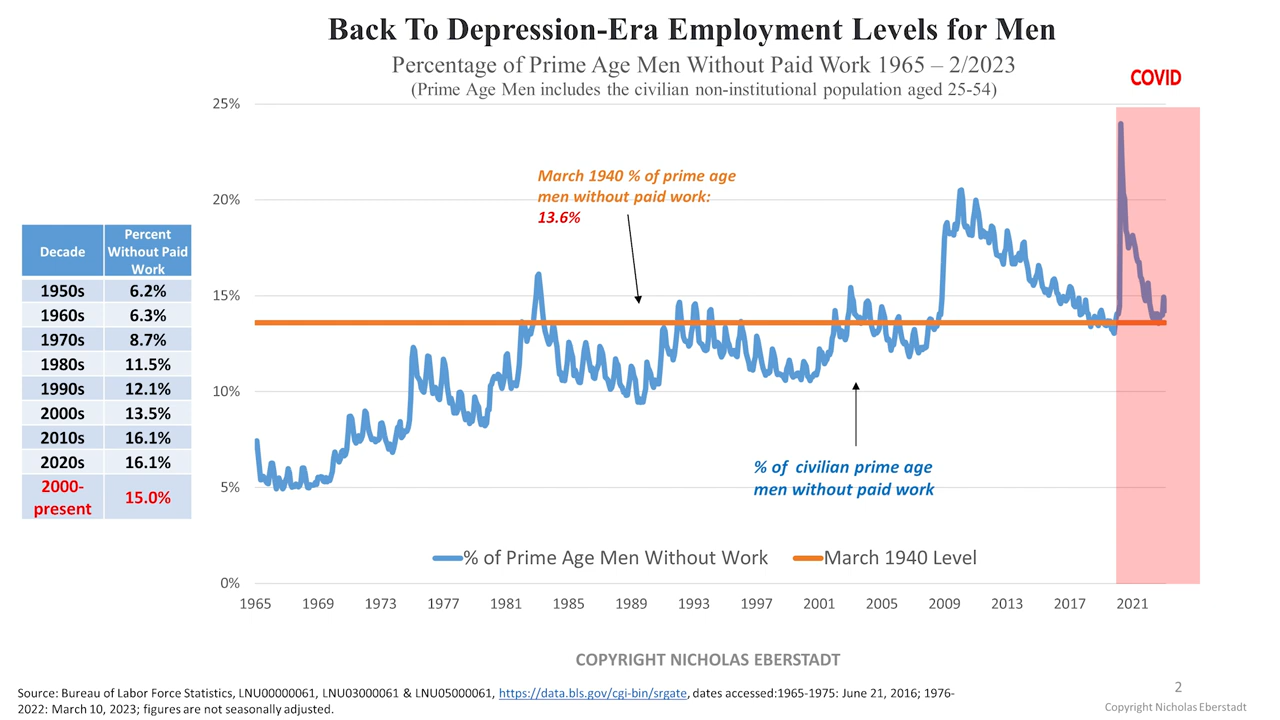 Back To Depression-Era Employment Levels for Men
Percentage of Prime Age Men Without Paid Work 1965 – 2/2023
(Prime Age Men includes the civilian non-institutional population aged 25-54)
COVID
25%
20%
15%
10%
5%
0%
March 1940 % of prime age
men without paid work:
13.6%
Decade
Percent
Without Paid
Work
1950s 6.2%
1960s 6.3%
1970s 8.7%
1980s 11.5%
1990s 12.1%
2000s 13.5%
2010s 16.1%
2020s 16.1%
2000-
present
15.0%
% of civilian prime age
men without paid work
% of Prime Age Men Without Work March 1940 Level
1965 1969 1973 1977 1981 1985 1989 1993 1997 2001 2005 2009 2013 2017 2021
COPYRIGHT NICHOLAS EBERSTADT
Source: Bureau of Labor Force Statistics, LNU00000061, LNU03000061 & LNU05000061, https://data.bls.gov/cgi-bin/srgate, dates accessed:1965-1975: June 21, 2016; 1976-
2022: March 10, 2023; figures are not seasonally adjusted.
2
Copyright Nicholas Eberstadt